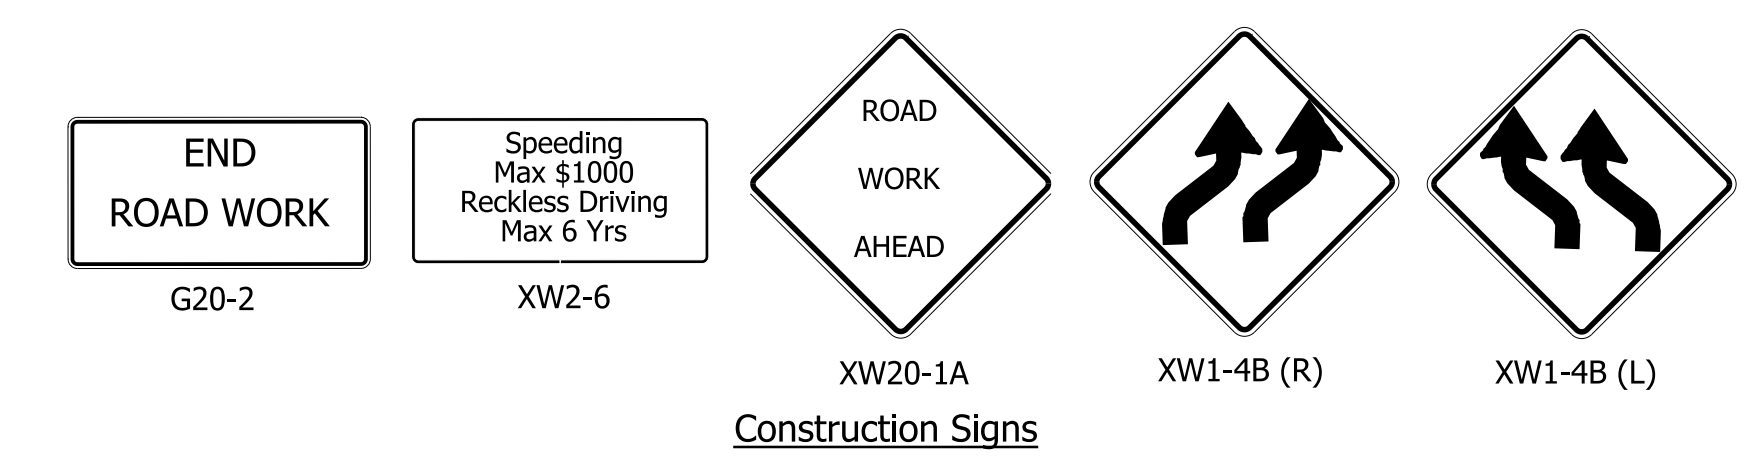 END
ROAD WORK
G20-2
Speeding
Max $1000
Reckless Driving
Max 6 Yrs
XW2-6
ROAD
WORK
AHEAD
XW20-1A
XW1-4B (R)
XW1-4B (L)
Construction Signs